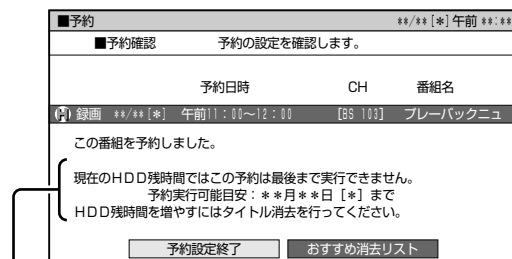 ■予約 **/**[*]午前 **:**
■予約確認 予約の設定を確認します。
予約日時 CH 番組名
録画 **/**[*] 午前11:00~12:00 [BS 103] プレーバックニュ
この番組を予約しました。
現在のHDD残時間ではこの予約は最後まで実行できません。
予約実行可能目安:**月**日[*]まで
HDD残時間を増やすにはタイトル消去を行ってください。
予約設定終了 おすすめ消去リスト